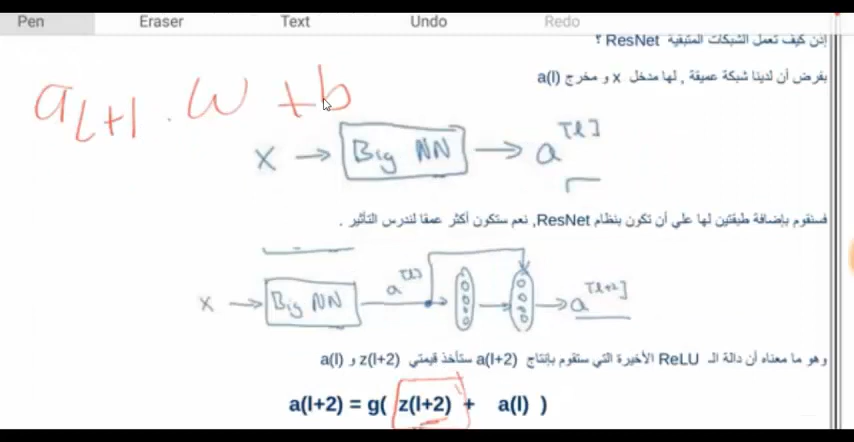 Pen Eraser Text Undo Redo
إذن كيف تعمل الشبكات المتبقية ResNet ؟
بفرض أن لدينا شبكة عميقة , لها مدخل x و مخرج a(l)
a L+1 . W + b
X → Big NN → a[l]
فسنقوم بإضافة طبقتين لها علي أن تكون بنظام ResNet, نعم ستكون أكثر عمقا لندرس التأثير .
X → Big NN a[l] → a[l+2]
وهو ما معناه أن دالة الـ ReLU الأخيرة التي ستقوم بإنتاج a(l+2) ستأخذ قيمتي z(l+2) و a(l)
a(l+2) = g( z(l+2) + a(l) )